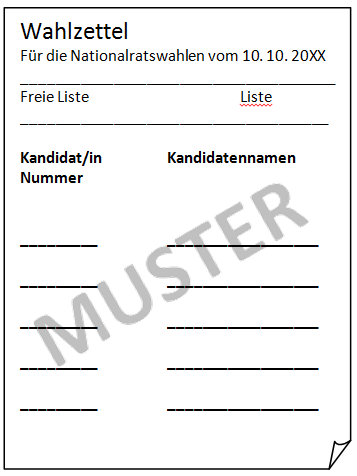 Wahlzettel
Für die Nationalratswahlen vom 10. 10. 20XX
Freie Liste Liste
Kandidat/in Kandidatennamen
Nummer
MUSTER